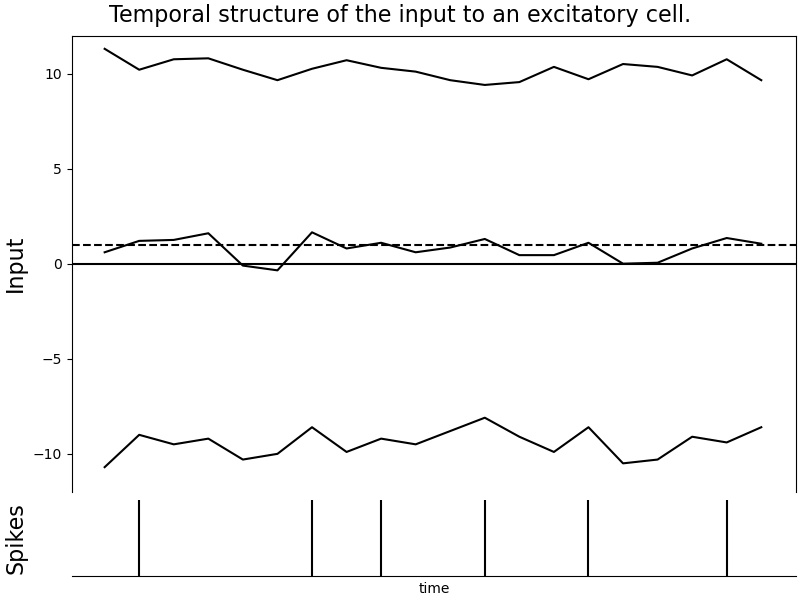 Temporal structure of the input to an excitatory cell.
10
5
0
−5
−10
Input
Spikes
time